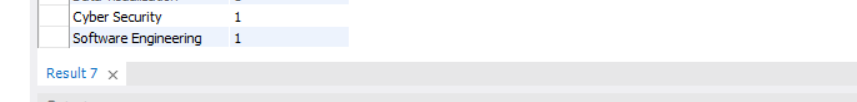 Cyber Security 1
Software Engineering 1
Result 7 ×